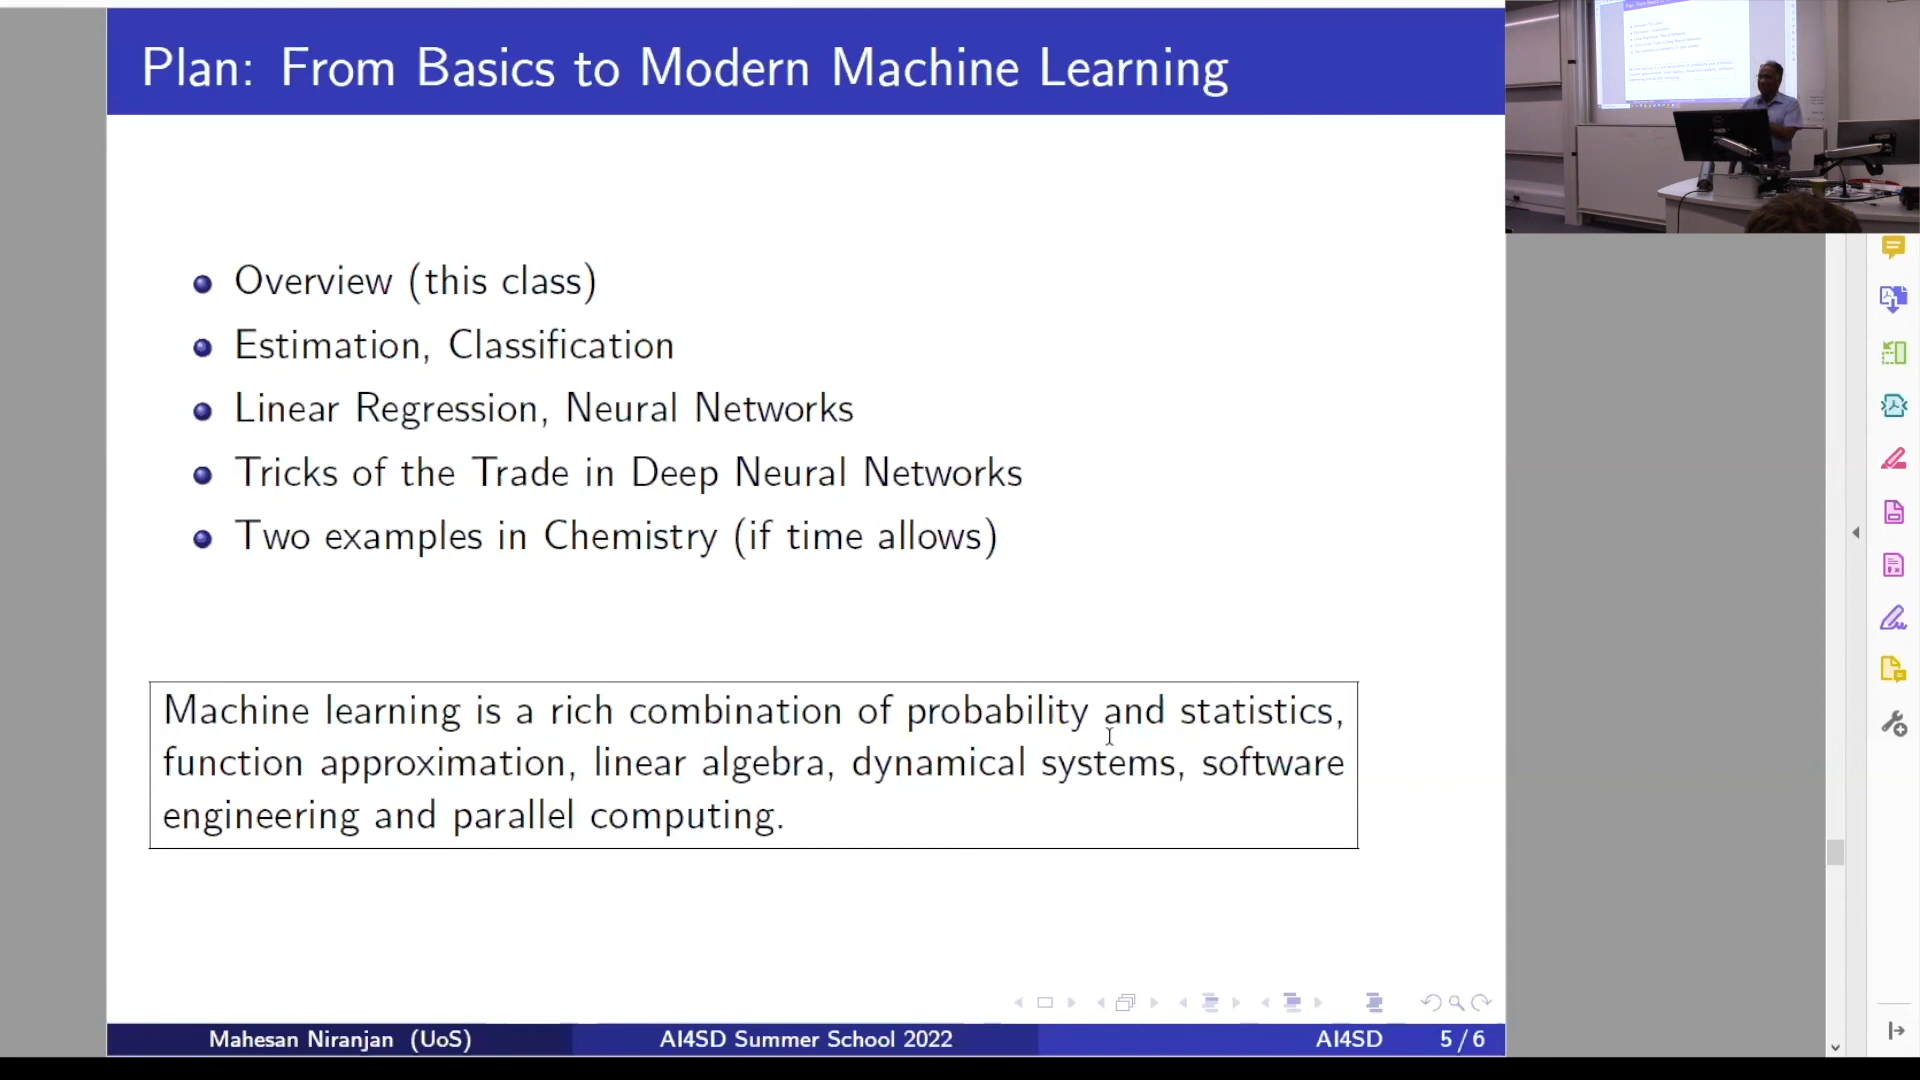 Plan: From Basics to Modern Machine Learning
Overview (this class)
Estimation, Classification
Linear Regression, Neural Networks
Tricks of the Trade in Deep Neural Networks
Two examples in Chemistry (if time allows)
Machine learning is a rich combination of probability and statistics,
function approximation, linear algebra, dynamical systems, software
engineering and parallel computing.
Mahesan Niranjan (UoS)
AI4SD Summer School 2022
AI4SD
5 / 6